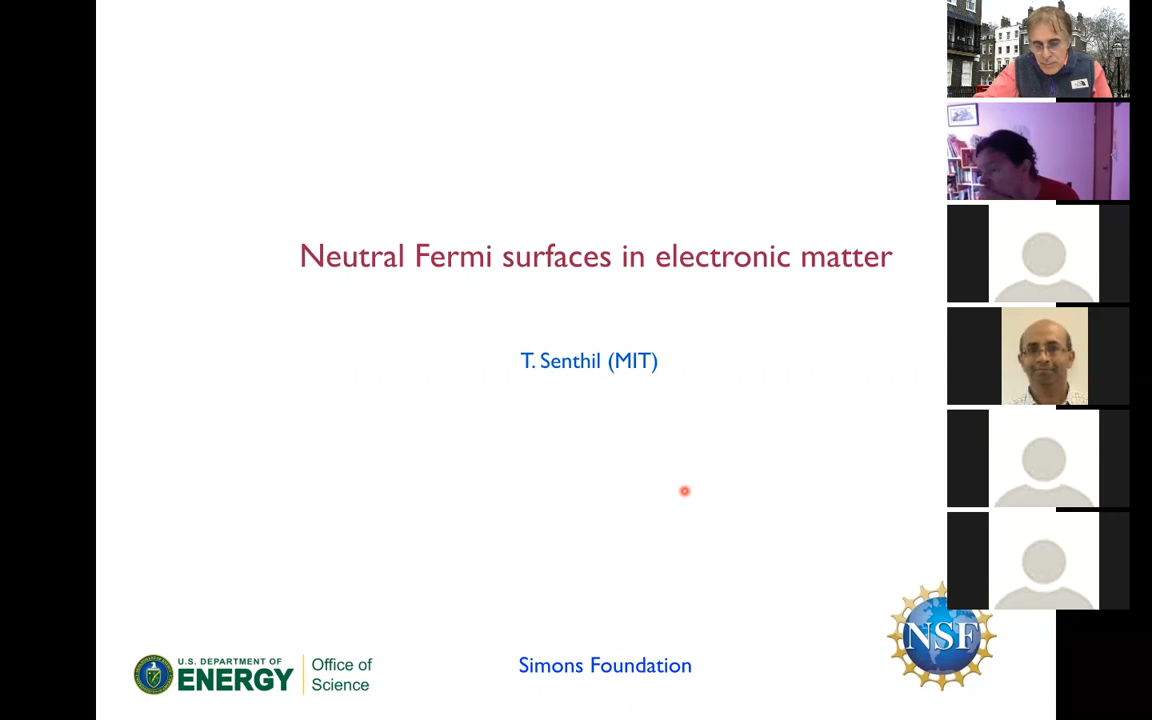 Neutral Fermi surfaces in electronic matter
T. Senthil (MIT)
U.S. DEPARTMENT OF
ENERGY
Office of
Science
Simons Foundation
NSF